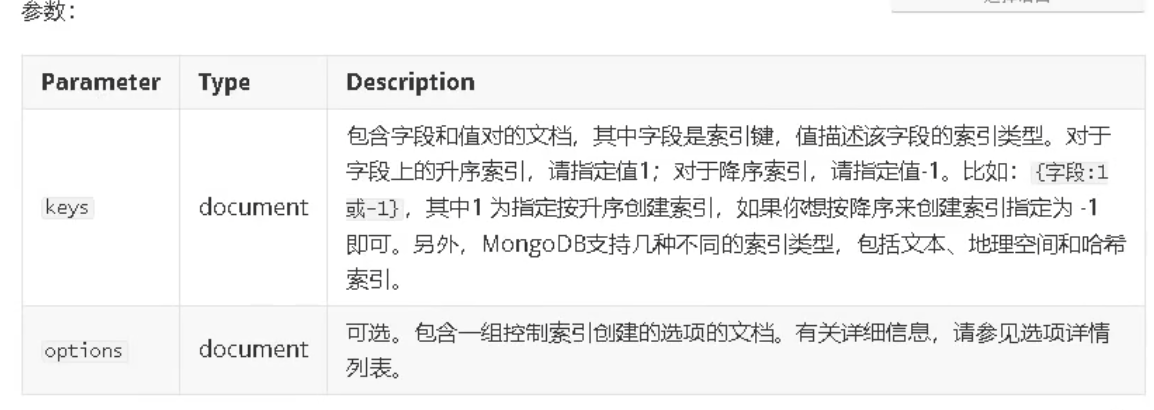 参数：
Parameter Type Description
包含字段和值对的文档，其中字段是索引键，值描述该字段的索引类型。对于
字段上的升序索引，请指定值1；对于降序索引，请指定值-1。比如： {字段:1
keys document 或-1} ，其中1 为指定按升序创建索引，如果你想按降序来创建索引指定为 -1
即可。另外，MongoDB支持几种不同的索引类型，包括文本、地理空间和哈希
索引。
可选。包含一组控制索引创建的选项的文档。有关详细信息，请参见选项详情
options document
列表。